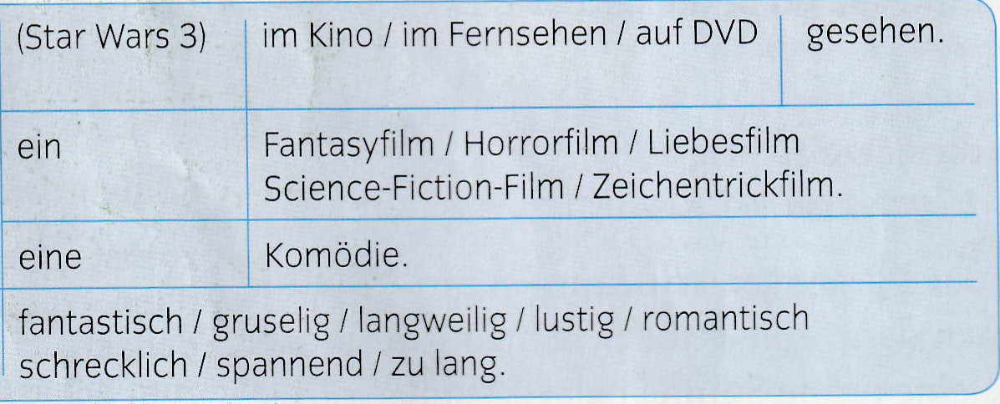 (Star Wars 3) im Kino / im Fernsehen / auf DVD gesehen.
ein Fantasyfilm / Horrorfilm / Liebesfilm
Science-Fiction-Film / Zeichentrickfilm.
eine Komödie.
fantastisch / gruselig / langweilig / lustig / romantisch
schrecklich / spannend / zu lang.